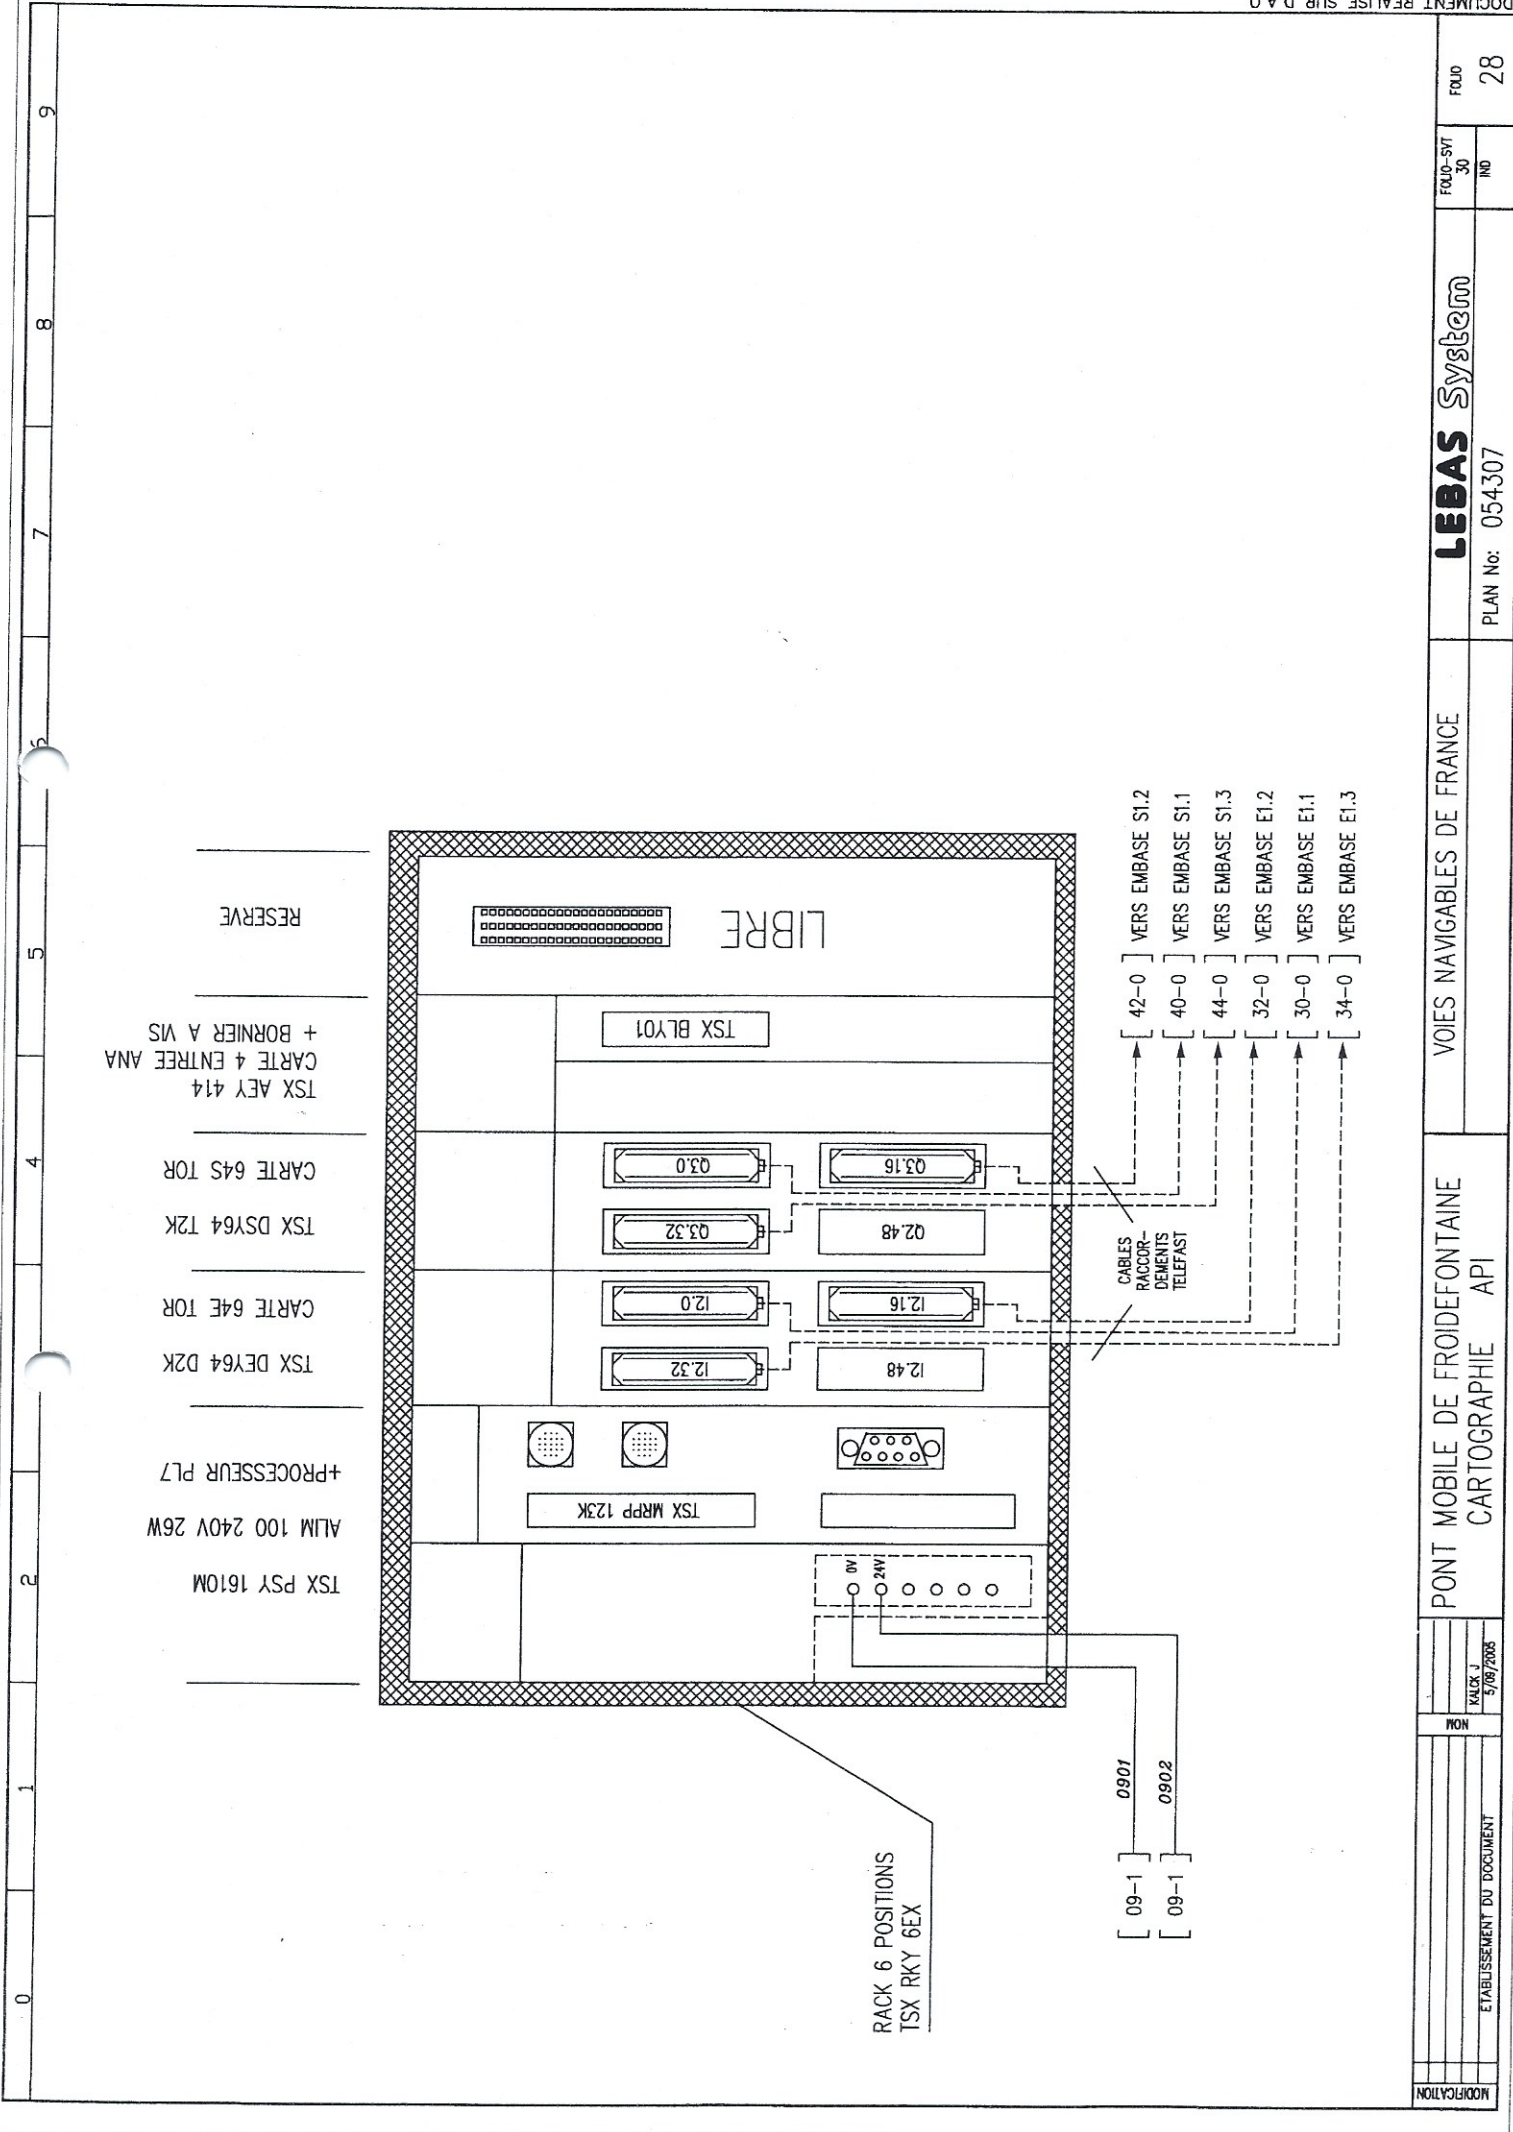 DOCUMENT REALISE SUR D A O
0
1
2
4
5
7
8
9
TSX PSY 1610M
ALIM 100 240V 26W
+PROCESSEUR PL7
TSX DEY64 D2K
CARTE 64E TOR
TSX DSY64 T2K
CARTE 64S TOR
TSX AEY 414
CARTE 4 ENTREE ANA
+ BORNIER A VIS
RESERVE
TSX MRPP 123K
I2.32
I2.0
Q3.32
Q3.0
TSX BLY01
LIBRE
I2.48
I2.16
Q2.48
Q3.16
0V
24V
RACK 6 POSITIONS
TSX RKY 6EX
[ 09-1 ] 0901
[ 09-1 ] 0902
CABLES
RACCOR-
DEMENTS
TELEFAST
[ 42-0 ] VERS EMBASE S1.2
[ 40-0 ] VERS EMBASE S1.1
[ 44-0 ] VERS EMBASE S1.3
[ 32-0 ] VERS EMBASE E1.2
[ 30-0 ] VERS EMBASE E1.1
[ 34-0 ] VERS EMBASE E1.3
MODIFICATION
ETABLISSEMENT DU DOCUMENT
NOM
KALCK J
5/09/2005
PONT MOBILE DE FROIDEFONTAINE
CARTOGRAPHIE API
VOIES NAVIGABLES DE FRANCE
LEBAS System
PLAN No: 054307
FOLIO-SVT
30
IND
FOLIO
28